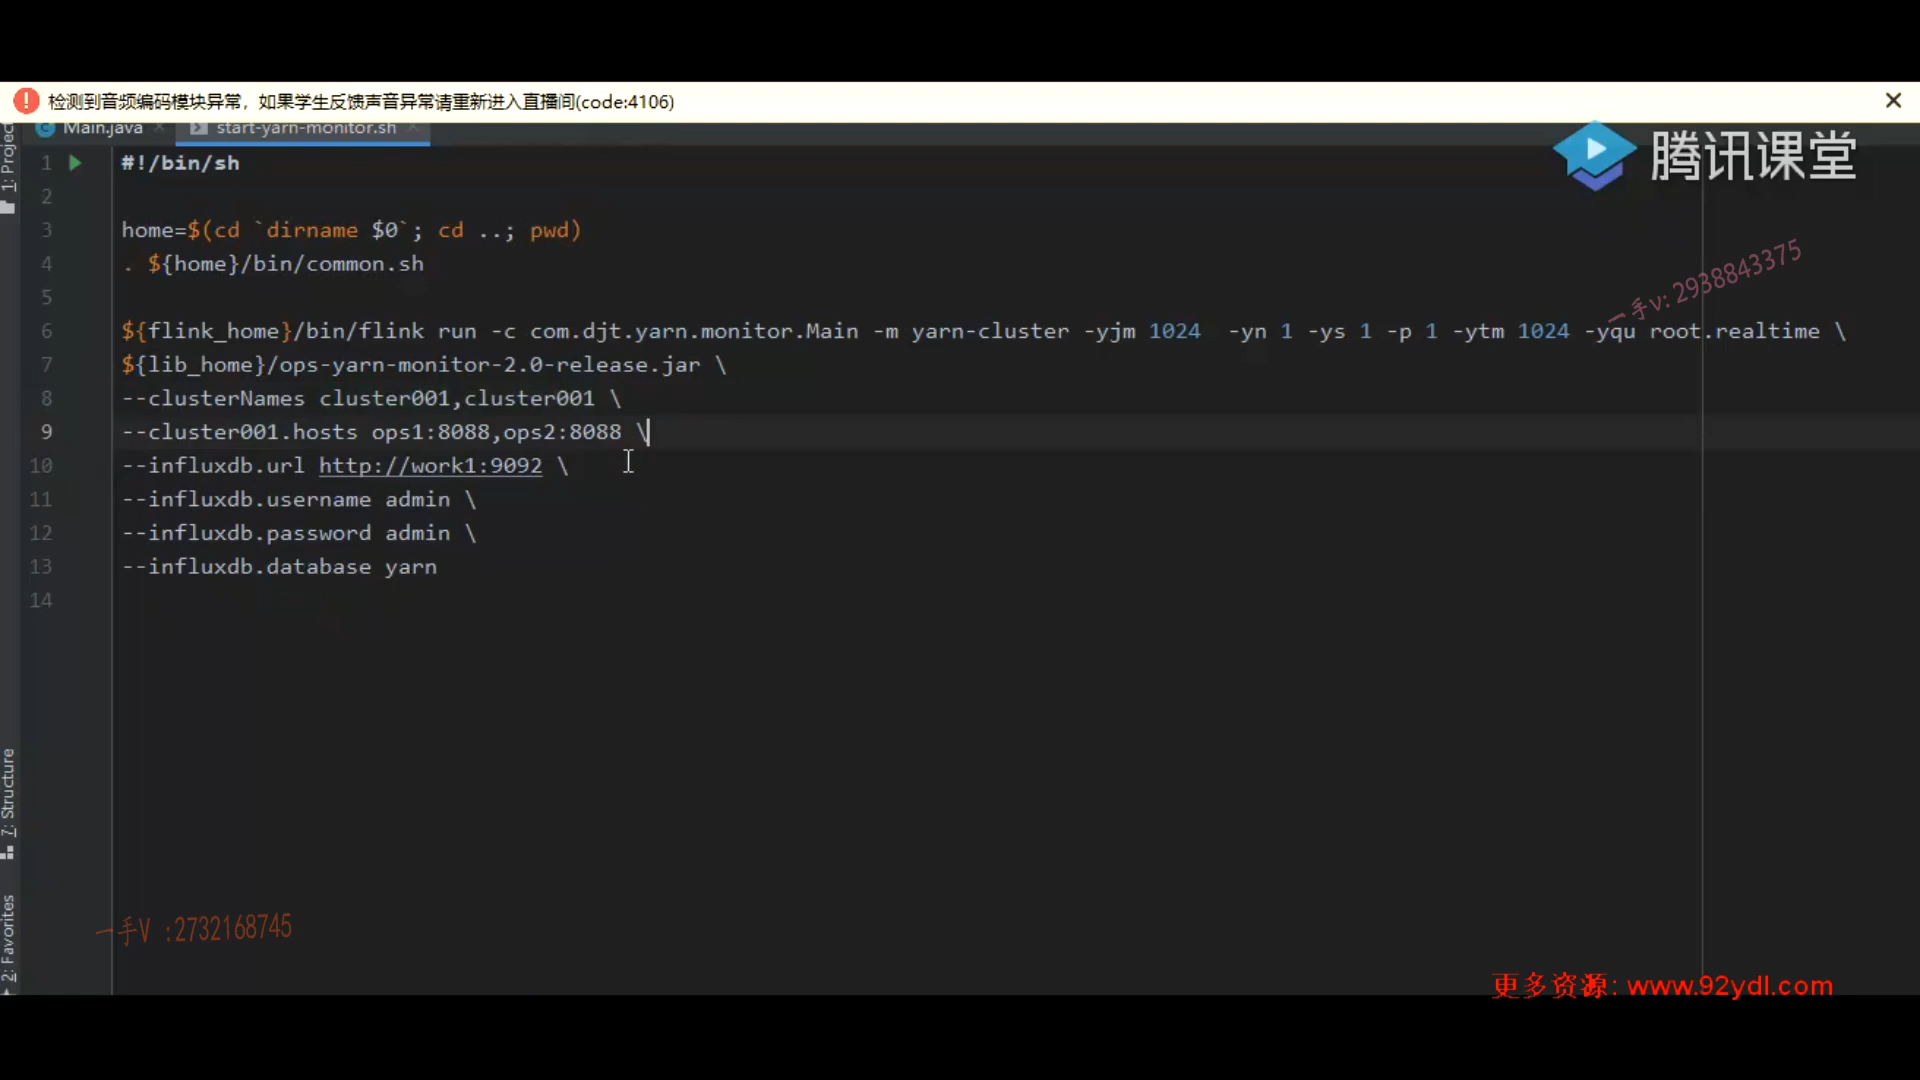 检测到音频编码模块异常，如果学生反馈声音异常请重新进入直播间(code:4106)
Main.java
start-yarn-monitor.sh
腾讯课堂
1: Project
1 #!/bin/sh
2
3 home=$(cd `dirname $0`; cd ..; pwd)
4 . ${home}/bin/common.sh
5
6 ${flink_home}/bin/flink run -c com.djt.yarn.monitor.Main -m yarn-cluster -yjm 1024  -yn 1 -ys 1 -p 1 -ytm 1024 -yqu root.realtime \
7 ${lib_home}/ops-yarn-monitor-2.0-release.jar \
8 --clusterNames cluster001,cluster001 \
9 --cluster001.hosts ops1:8088,ops2:8088 \
10 --influxdb.url http://work1:9092 \
11 --influxdb.username admin \
12 --influxdb.password admin \
13 --influxdb.database yarn
14
一手v: 2938843375
7: Structure
2: Favorites
一手V :2732168745
更多资源: www.92ydl.com